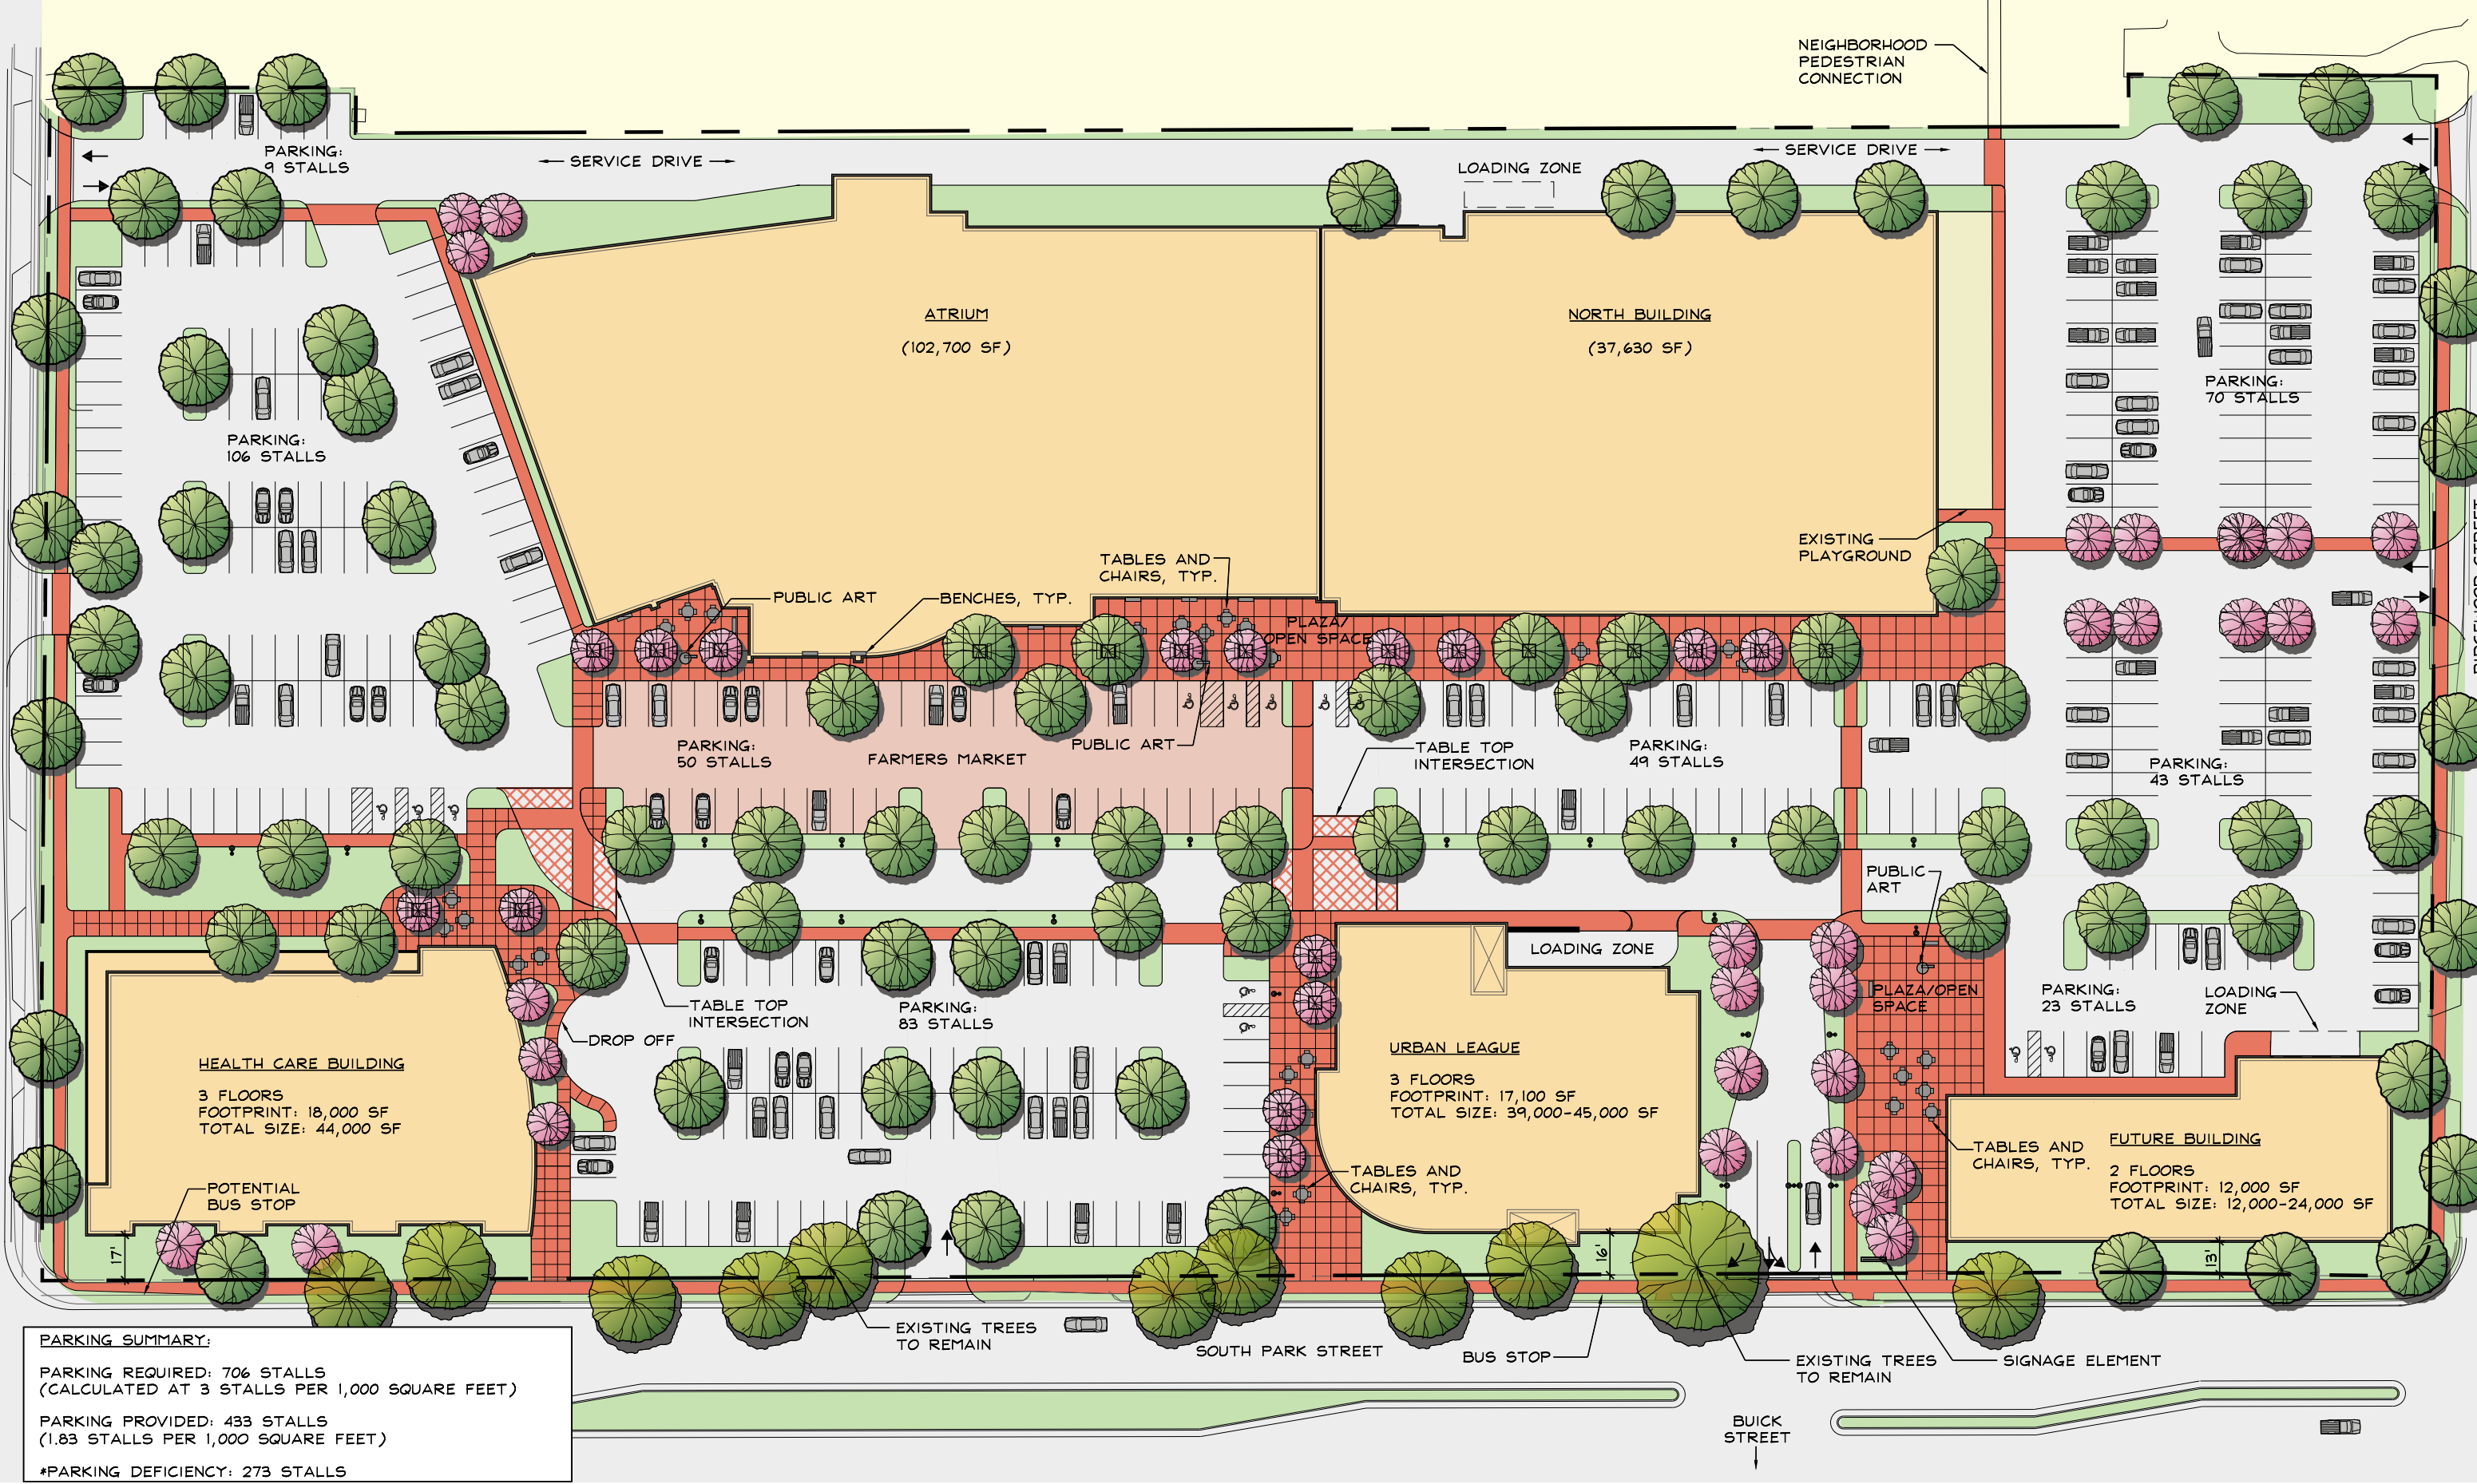 NEIGHBORHOOD
PEDESTRIAN
CONNECTION
PARKING:
9 STALLS
SERVICE DRIVE
LOADING ZONE
SERVICE DRIVE
ATRIUM
(102,700 SF)
NORTH BUILDING
(37,630 SF)
PARKING:
70 STALLS
PARKING:
106 STALLS
EXISTING
PLAYGROUND
TABLES AND
CHAIRS, TYP.
PUBLIC ART
BENCHES, TYP.
PLAZA/
OPEN SPACE
PARKING:
50 STALLS
FARMERS MARKET
PUBLIC ART
TABLE TOP
INTERSECTION
PARKING:
49 STALLS
PARKING:
43 STALLS
PUBLIC
ART
LOADING ZONE
TABLE TOP
INTERSECTION
DROP OFF
PARKING:
83 STALLS
PLAZA/OPEN
SPACE
PARKING:
23 STALLS
LOADING
ZONE
HEALTH CARE BUILDING
3 FLOORS
FOOTPRINT: 18,000 SF
TOTAL SIZE: 44,000 SF
URBAN LEAGUE
3 FLOORS
FOOTPRINT: 17,100 SF
TOTAL SIZE: 39,000-45,000 SF
TABLES AND
CHAIRS, TYP.
TABLES AND
CHAIRS, TYP.
FUTURE BUILDING
2 FLOORS
FOOTPRINT: 12,000 SF
TOTAL SIZE: 12,000-24,000 SF
POTENTIAL
BUS STOP
17'
16'
13'
EXISTING TREES
TO REMAIN
SOUTH PARK STREET
BUS STOP
EXISTING TREES
TO REMAIN
SIGNAGE ELEMENT
BUICK
STREET
PARKING SUMMARY:
PARKING REQUIRED: 706 STALLS
(CALCULATED AT 3 STALLS PER 1,000 SQUARE FEET)
PARKING PROVIDED: 433 STALLS
(1.83 STALLS PER 1,000 SQUARE FEET)
*PARKING DEFICIENCY: 273 STALLS